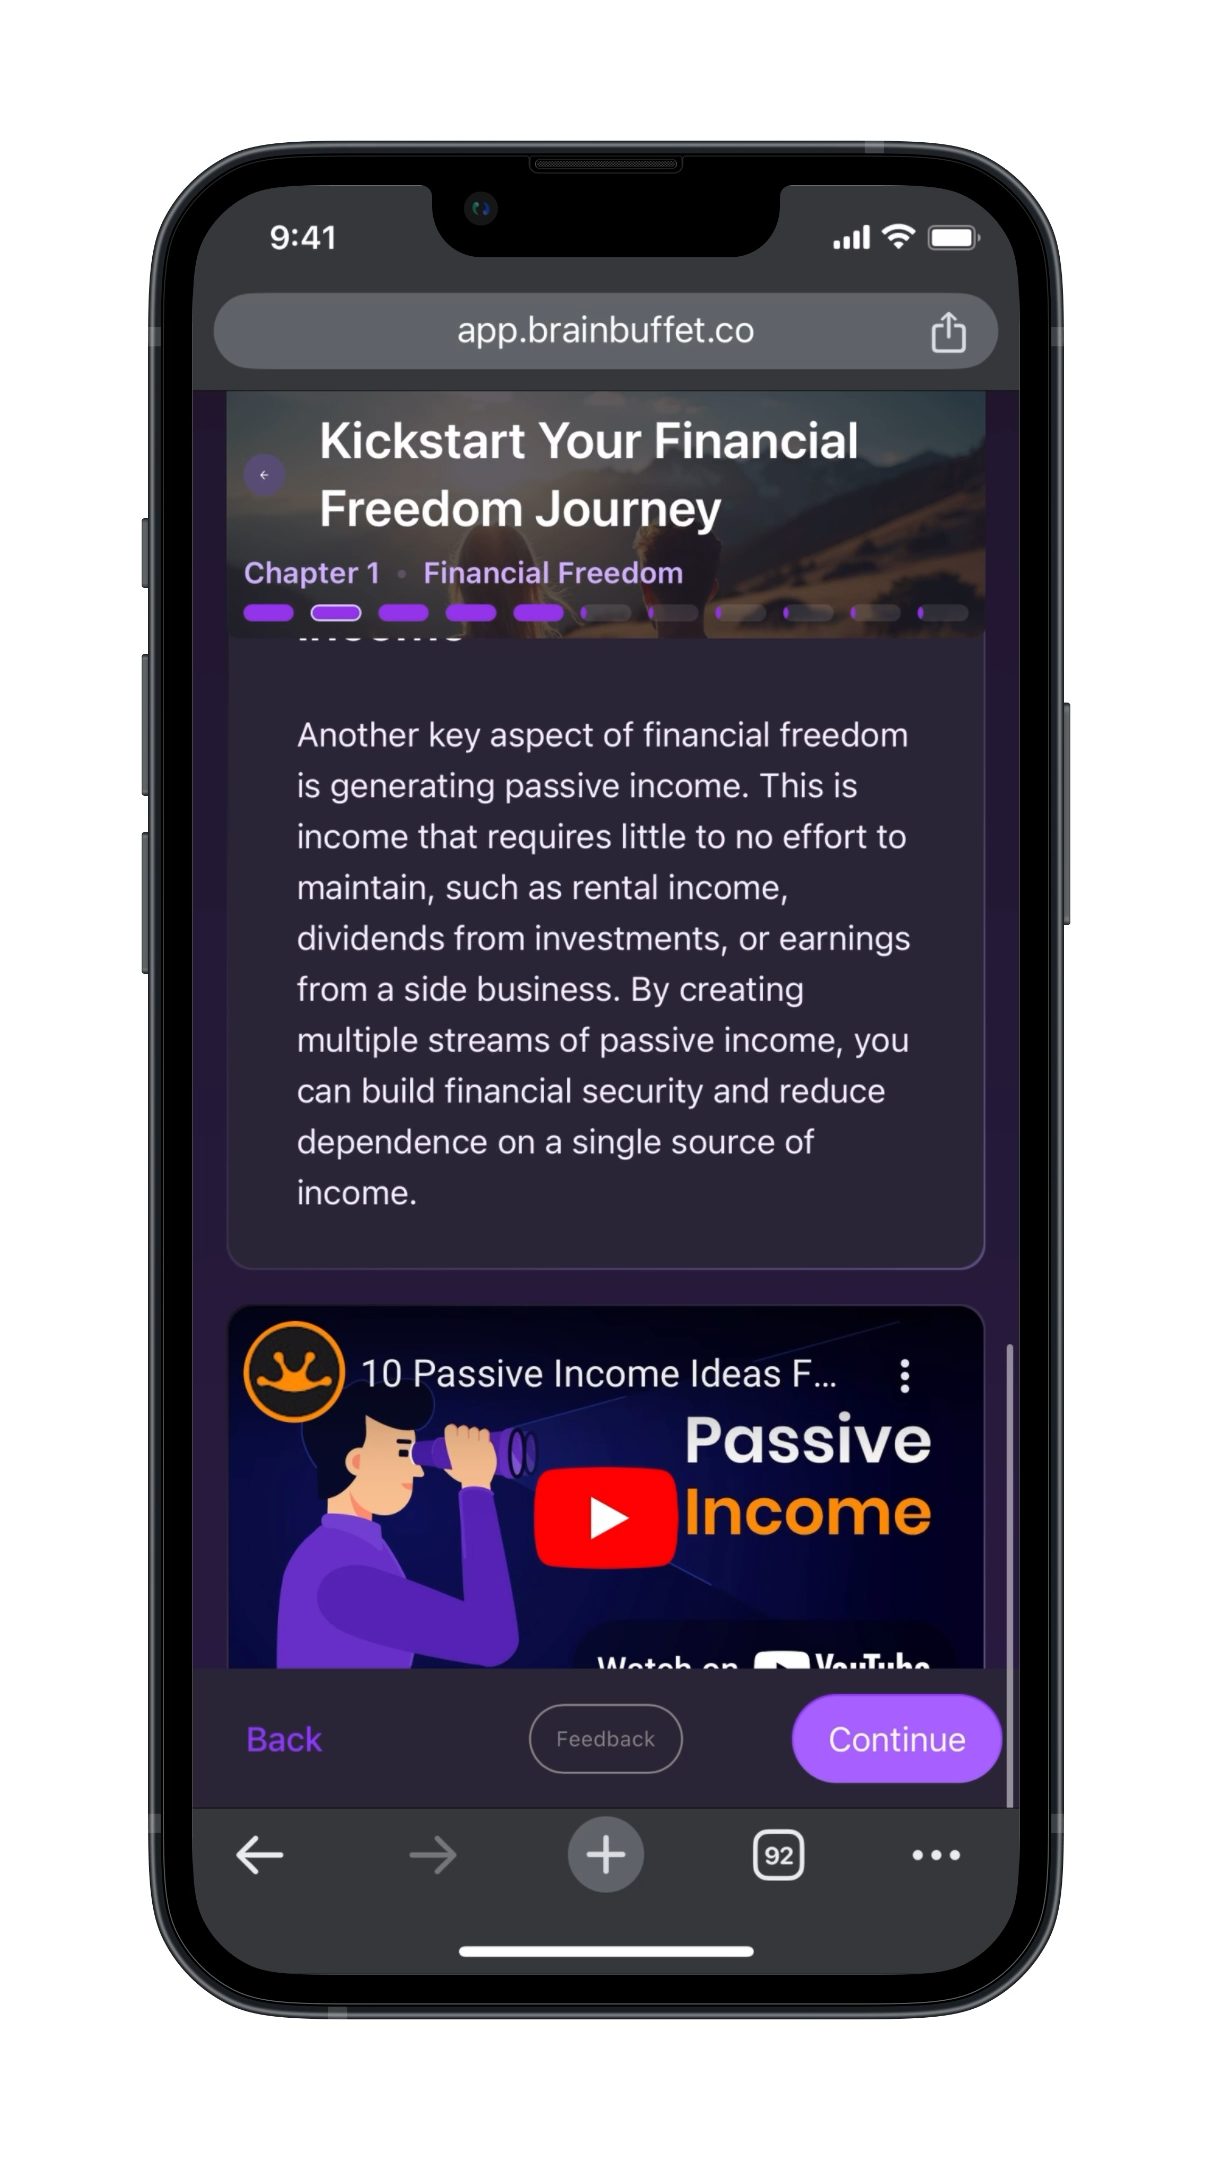 9:41
app.brainbuffet.co
Kickstart Your Financial
Freedom Journey
Chapter 1 • Financial Freedom
income
Another key aspect of financial freedom
is generating passive income. This is
income that requires little to no effort to
maintain, such as rental income,
dividends from investments, or earnings
from a side business. By creating
multiple streams of passive income, you
can build financial security and reduce
dependence on a single source of
income.
10 Passive Income Ideas F...
Passive
Income
Watch on YouTube
Back
Feedback
Continue
92